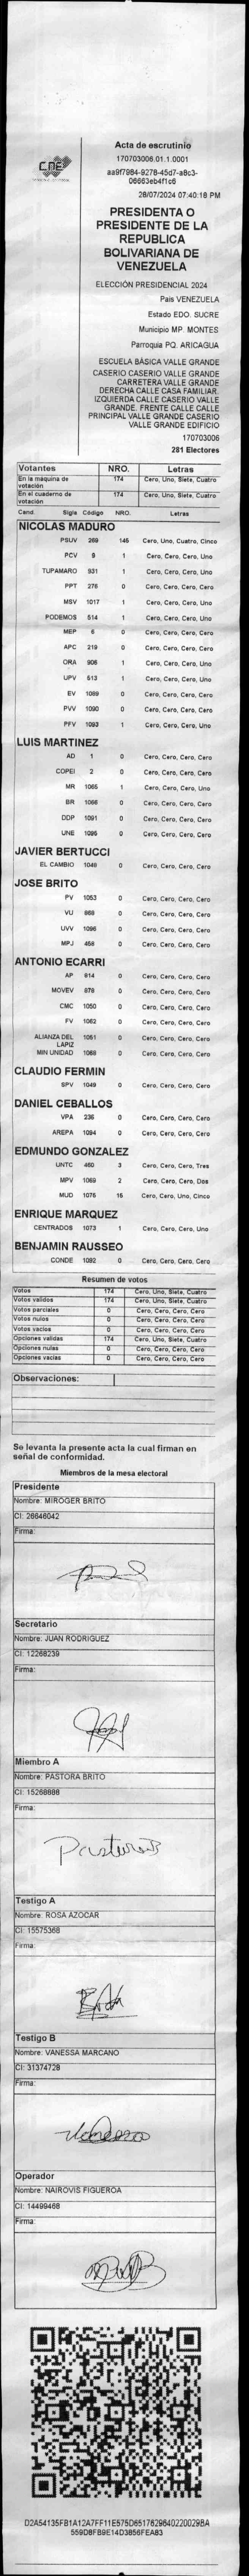 CNE
Acta de escrutinio
170703006.01.1.0001
aa9f7984-9278-45d7-a8c3-
06663eb4f1c6
28/07/2024 07:40:18 PM
PRESIDENTA O
PRESIDENTE DE LA
REPUBLICA
BOLIVARIANA DE
VENEZUELA
ELECCIÓN PRESIDENCIAL 2024
País VENEZUELA
Estado EDO. SUCRE
Municipio MP. MONTES
Parroquia PQ. ARICAGUA
ESCUELA BÁSICA VALLE GRANDE
CASERIO CASERIO VALLE GRANDE
CARRETERA VALLE GRANDE
DERECHA CALLE CASA FAMILIAR.
IZQUIERDA CALLE CASERIO VALLE
GRANDE. FRENTE CALLE CALLE
PRINCIPAL VALLE GRANDE CASERIO
VALLE GRANDE EDIFICIO
170703006
281 Electores
Votantes NRO. Letras
En la maquina de votación 174 Cero, Uno, Siete, Cuatro
En el cuaderno de votación 174 Cero, Uno, Siete, Cuatro
Cand. Sigla Código NRO. Letras
NICOLAS MADURO
PSUV 269 145 Cero, Uno, Cuatro, Cinco
PCV 9 1 Cero, Cero, Cero, Uno
TUPAMARO 931 1 Cero, Cero, Cero, Uno
PPT 276 0 Cero, Cero, Cero, Cero
MSV 1017 1 Cero, Cero, Cero, Uno
PODEMOS 514 1 Cero, Cero, Cero, Uno
MEP 6 0 Cero, Cero, Cero, Cero
APC 219 0 Cero, Cero, Cero, Cero
ORA 906 1 Cero, Cero, Cero, Uno
UPV 513 1 Cero, Cero, Cero, Uno
EV 1089 0 Cero, Cero, Cero, Cero
PVV 1090 0 Cero, Cero, Cero, Cero
PFV 1093 1 Cero, Cero, Cero, Uno
LUIS MARTINEZ
AD 1 0 Cero, Cero, Cero, Cero
COPEI 2 0 Cero, Cero, Cero, Cero
MR 1065 1 Cero, Cero, Cero, Uno
BR 1066 0 Cero, Cero, Cero, Cero
DDP 1091 0 Cero, Cero, Cero, Cero
UNE 1095 0 Cero, Cero, Cero, Cero
JAVIER BERTUCCI
EL CAMBIO 1048 0 Cero, Cero, Cero, Cero
JOSE BRITO
PV 1053 0 Cero, Cero, Cero, Cero
VU 869 0 Cero, Cero, Cero, Cero
UVV 1096 0 Cero, Cero, Cero, Cero
MPJ 458 0 Cero, Cero, Cero, Cero
ANTONIO ECARRI
AP 814 0 Cero, Cero, Cero, Cero
MOVEV 876 0 Cero, Cero, Cero, Cero
CMC 1050 0 Cero, Cero, Cero, Cero
FV 1062 0 Cero, Cero, Cero, Cero
ALIANZA DEL LAPIZ 1051 0 Cero, Cero, Cero, Cero
MIN UNIDAD 1068 0 Cero, Cero, Cero, Cero
CLAUDIO FERMIN
SPV 1049 0 Cero, Cero, Cero, Cero
DANIEL CEBALLOS
VPA 236 0 Cero, Cero, Cero, Cero
AREPA 1094 0 Cero, Cero, Cero, Cero
EDMUNDO GONZALEZ
UNTC 460 3 Cero, Cero, Cero, Tres
MPV 1069 2 Cero, Cero, Cero, Dos
MUD 1076 15 Cero, Cero, Uno, Cinco
ENRIQUE MARQUEZ
CENTRADOS 1073 1 Cero, Cero, Cero, Uno
BENJAMIN RAUSSEO
CONDE 1092 0 Cero, Cero, Cero, Cero
Resumen de votos
Votos 174 Cero, Uno, Siete, Cuatro
Votos validos 174 Cero, Uno, Siete, Cuatro
Votos parciales 0 Cero, Cero, Cero, Cero
Votos nulos 0 Cero, Cero, Cero, Cero
Votos vacios 0 Cero, Cero, Cero, Cero
Opciones validas 174 Cero, Uno, Siete, Cuatro
Opciones nulas 0 Cero, Cero, Cero, Cero
Opciones vacias 0 Cero, Cero, Cero, Cero
Observaciones:
Se levanta la presente acta la cual firman en
señal de conformidad.
Miembros de la mesa electoral
Presidente
Nombre: MIROGER BRITO
CI: 26646042
Firma:
Secretario
Nombre: JUAN RODRIGUEZ
CI: 12268239
Firma:
Miembro A
Nombre: PASTORA BRITO
CI: 15268888
Firma:
PastoraB
Testigo A
Nombre: ROSA AZOCAR
CI: 15575368
Firma:
Testigo B
Nombre: VANESSA MARCANO
CI: 31374728
Firma:
Operador
Nombre: NAIROVIS FIGUEROA
CI: 14499468
Firma:
D2A54135FB1A12A7FF11E575D6517629640220029BA
559D8FB9E14D3856FEA83